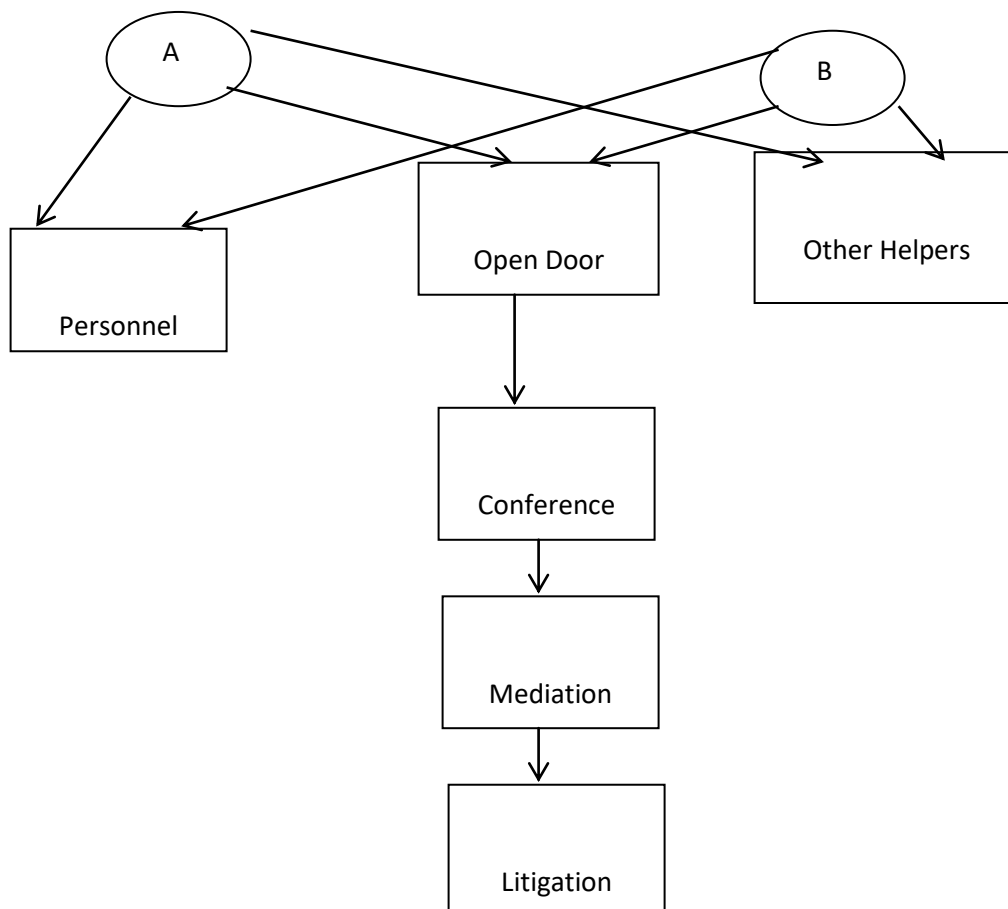 A
B
Other Helpers
Open Door
Personnel
Conference
Mediation
Litigation